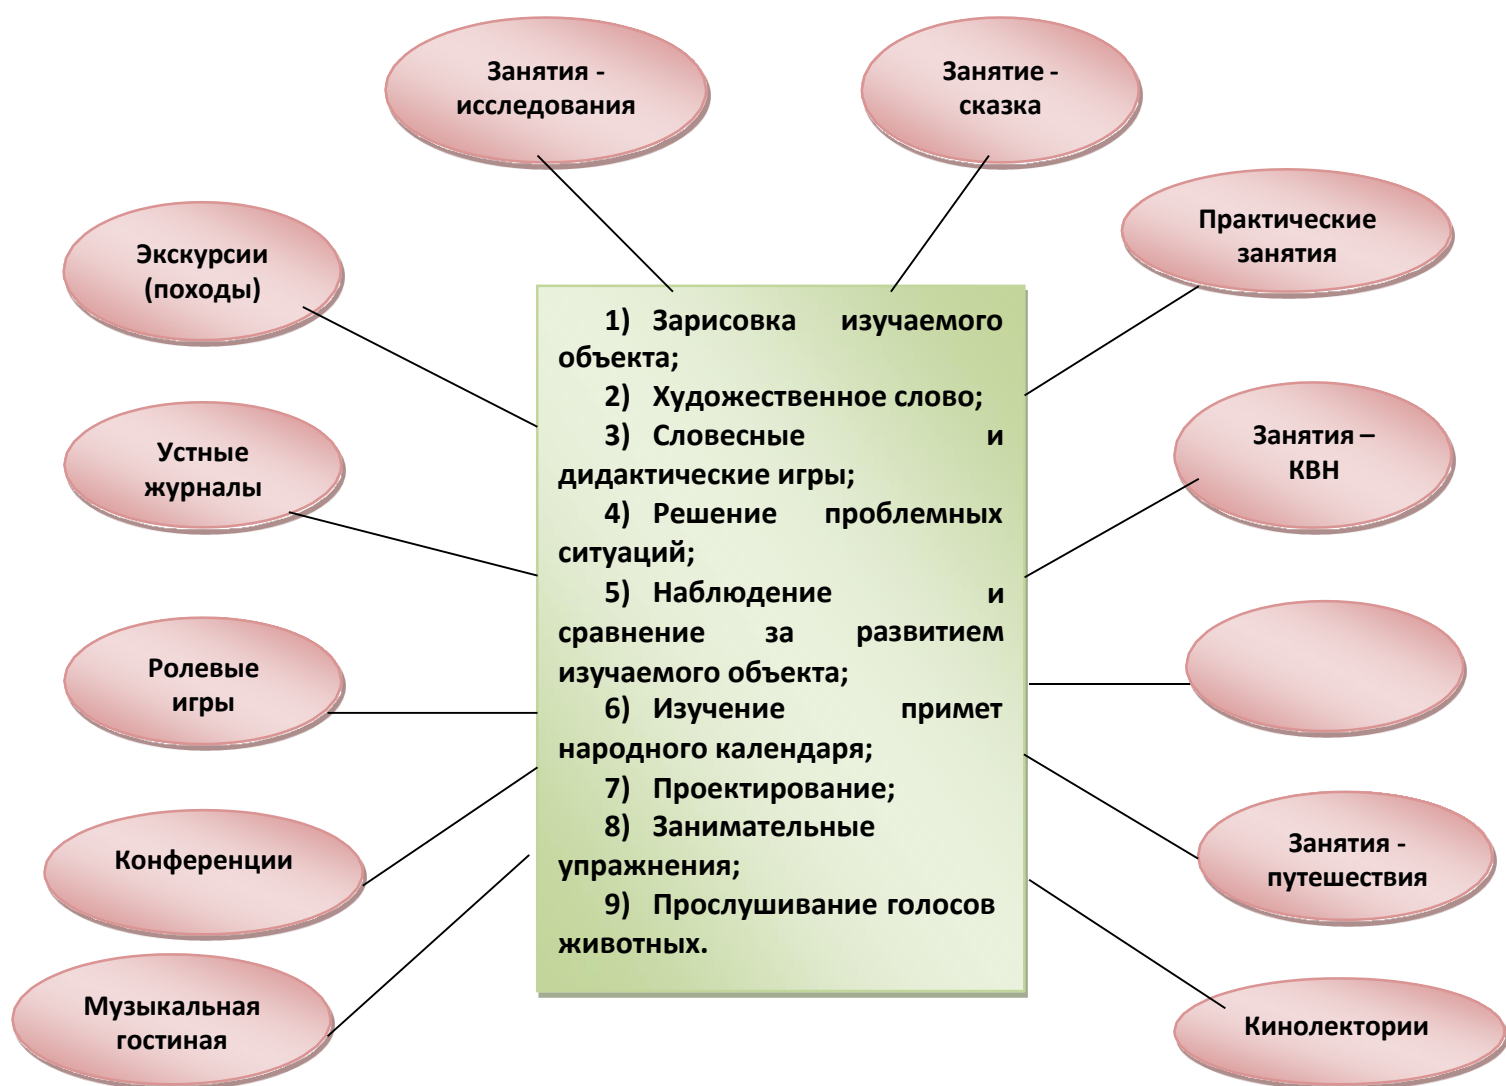 Занятия -
исследования
Занятие -
сказка
Экскурсии
(походы)
Практические
занятия
Устные
журналы
Занятия –
КВН
Ролевые
игры
Конференции
Занятия -
путешествия
Музыкальная
гостиная
Кинолектории
1) Зарисовка изучаемого
объекта;
2) Художественное слово;
3) Словесные и
дидактические игры;
4) Решение проблемных
ситуаций;
5) Наблюдение и
сравнение за развитием
изучаемого объекта;
6) Изучение примет
народного календаря;
7) Проектирование;
8) Занимательные
упражнения;
9) Прослушивание голосов
животных.